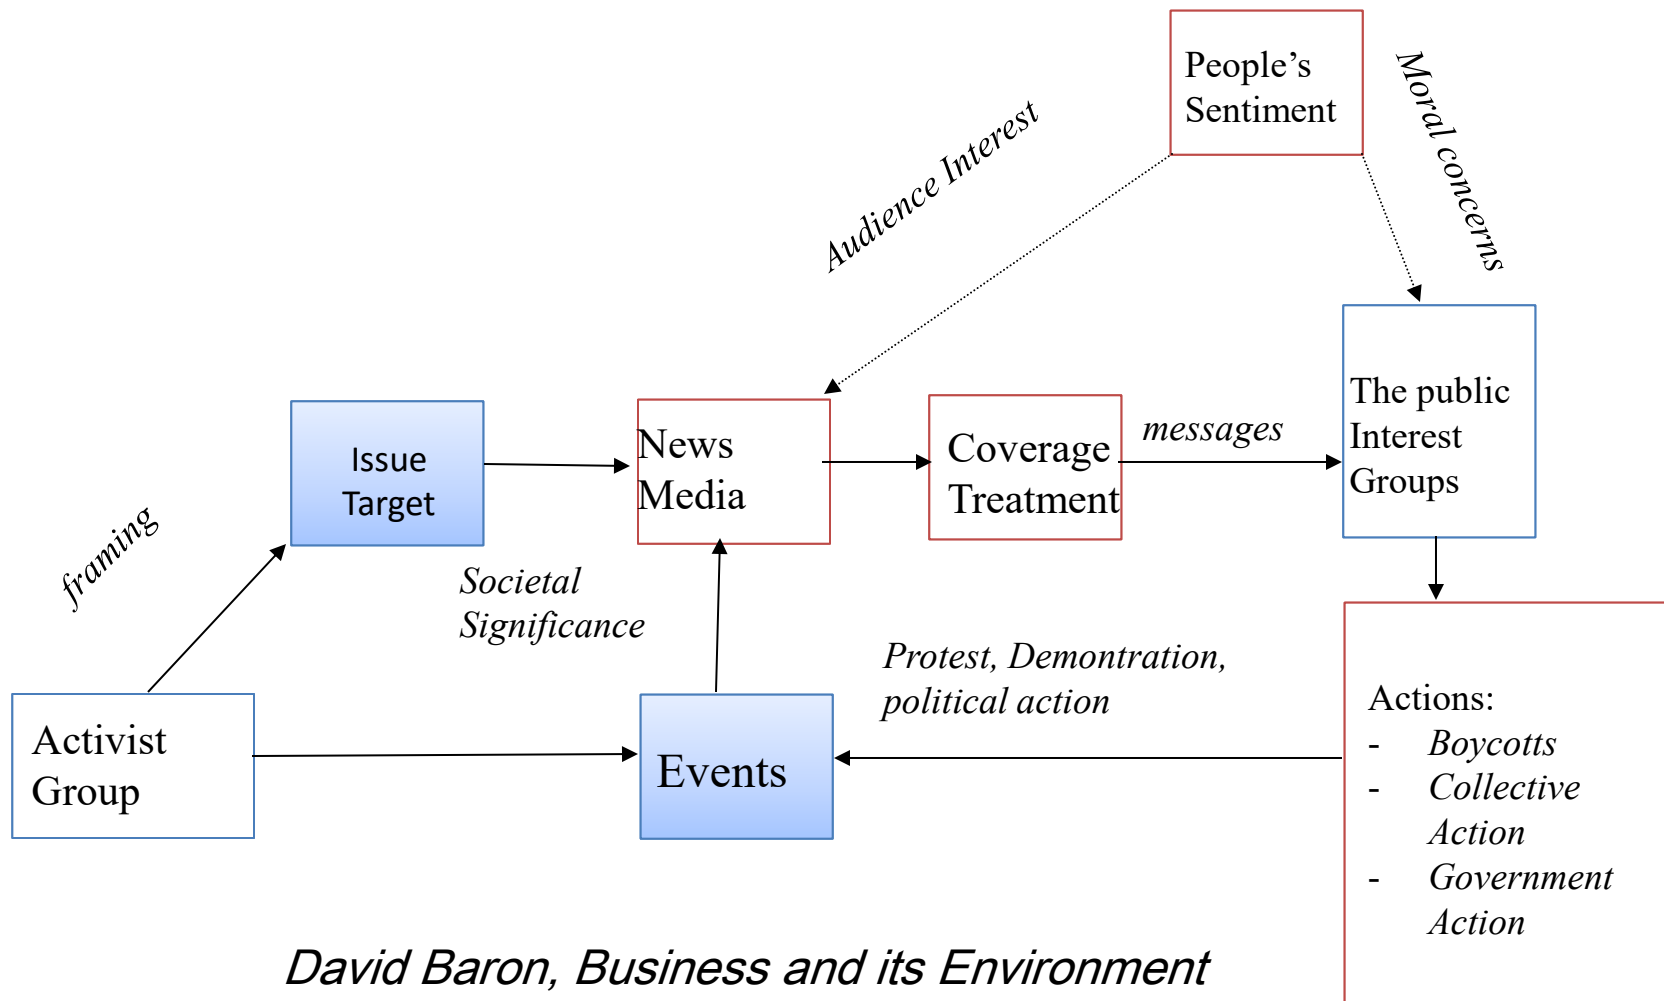 People’s
Sentiment
Moral concerns
Audience Interest
The public
Interest
Groups
Issue
Target
News
Media
Coverage
Treatment
messages
framing
Societal
Significance
Protest, Demontration,
political action
Activist
Group
Events
Actions:
- Boycotts
- Collective
Action
- Government
Action
David Baron, Business and its Environment